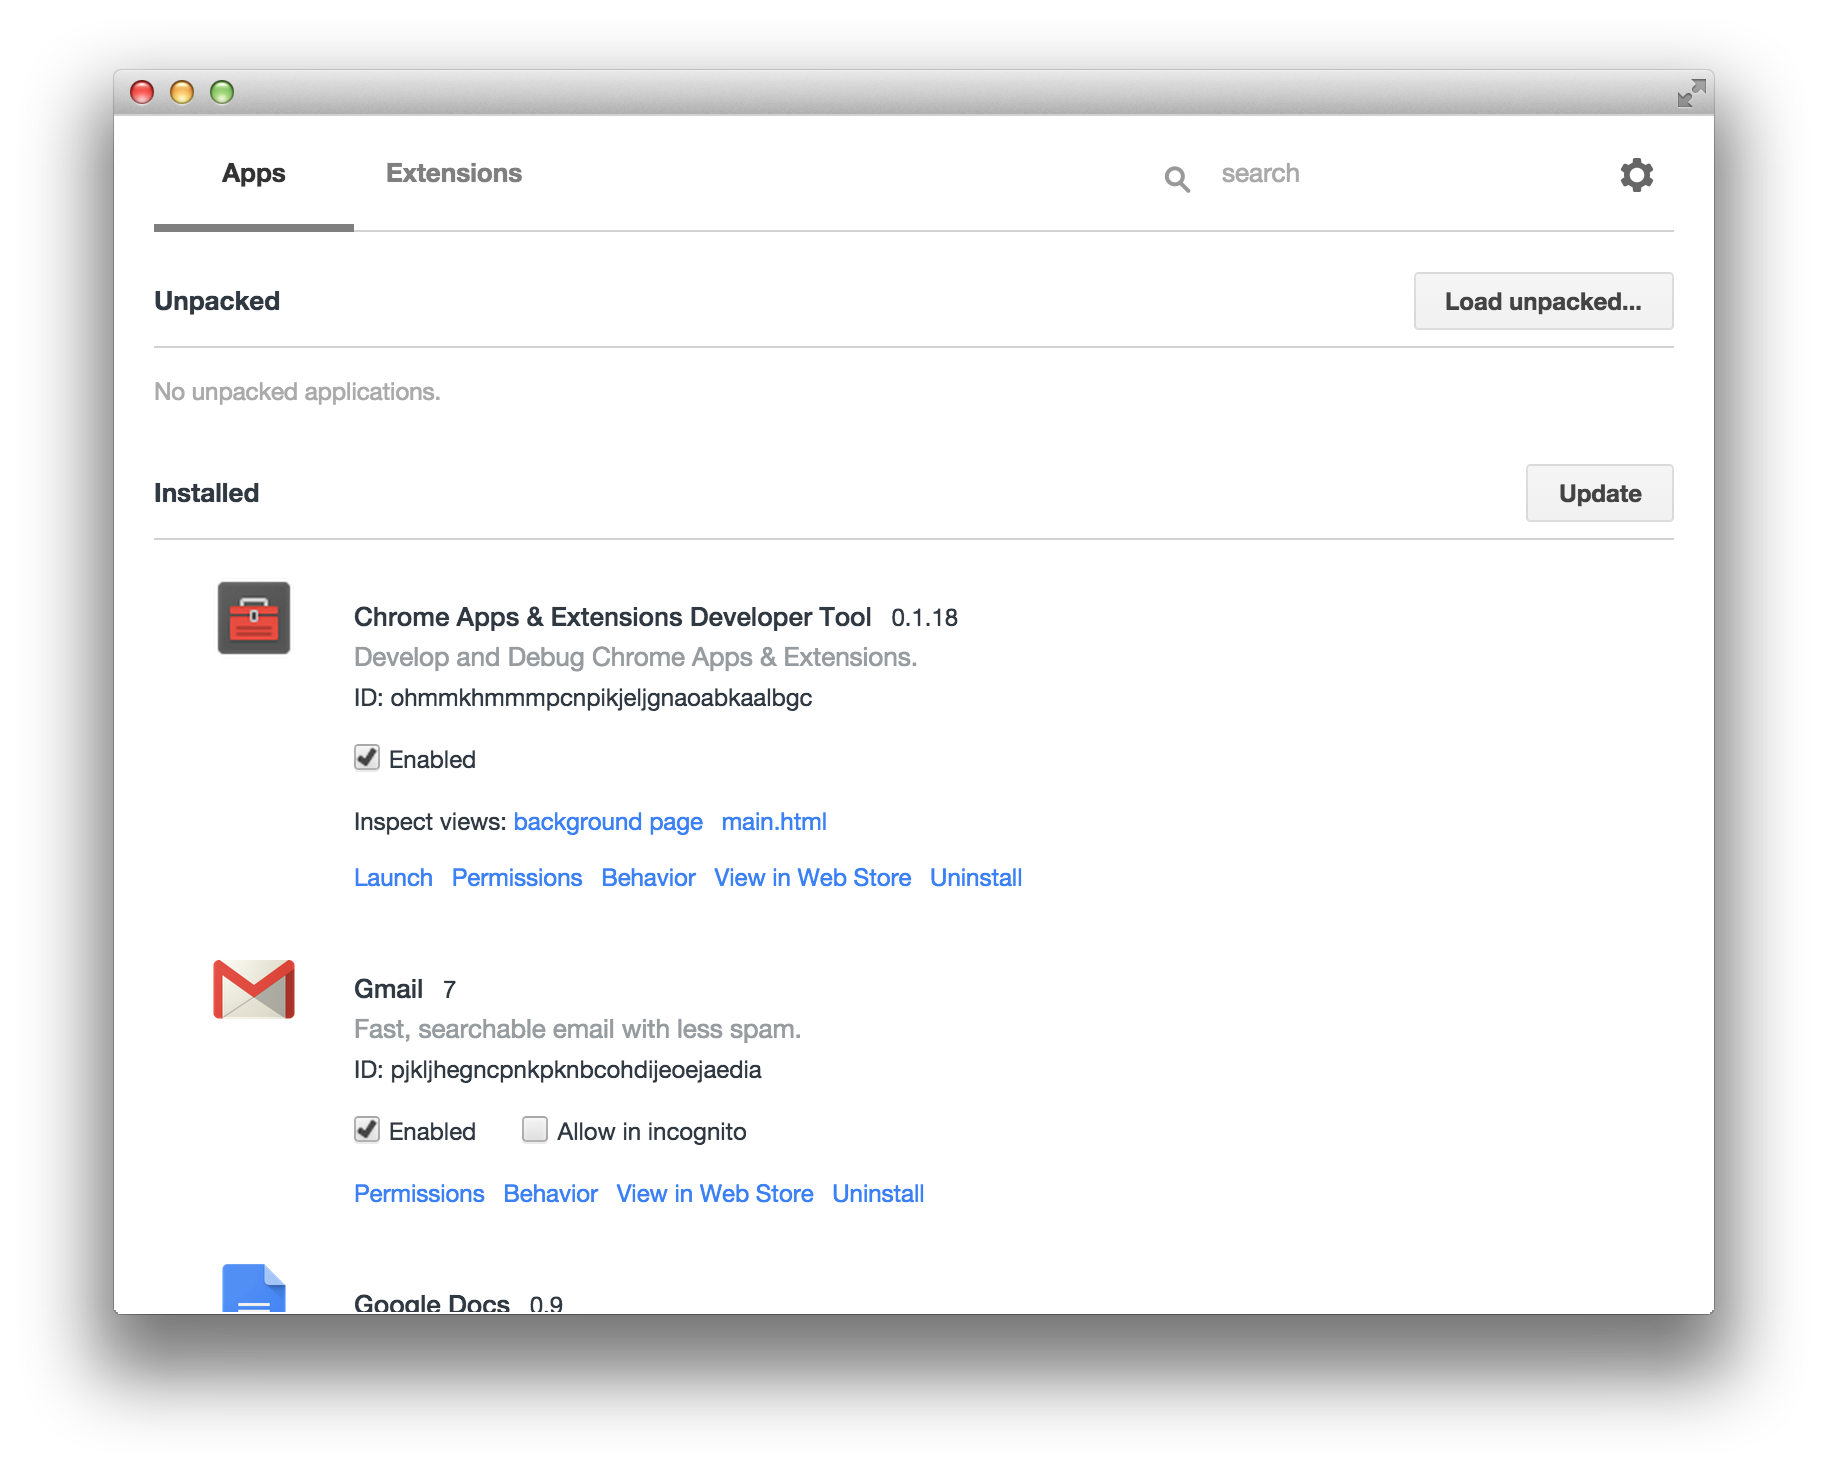 Apps Extensions search
Unpacked Load unpacked...
No unpacked applications.
Installed Update
Chrome Apps & Extensions Developer Tool 0.1.18
Develop and Debug Chrome Apps & Extensions.
ID: ohmmkhmmmpcnpikjeljgnaoabkaalbgc
Enabled
Inspect views: background page main.html
Launch Permissions Behavior View in Web Store Uninstall
Gmail 7
Fast, searchable email with less spam.
ID: pjkljhegncpnkpknbcohdijeoejaedia
Enabled Allow in incognito
Permissions Behavior View in Web Store Uninstall
Google Docs 0.9